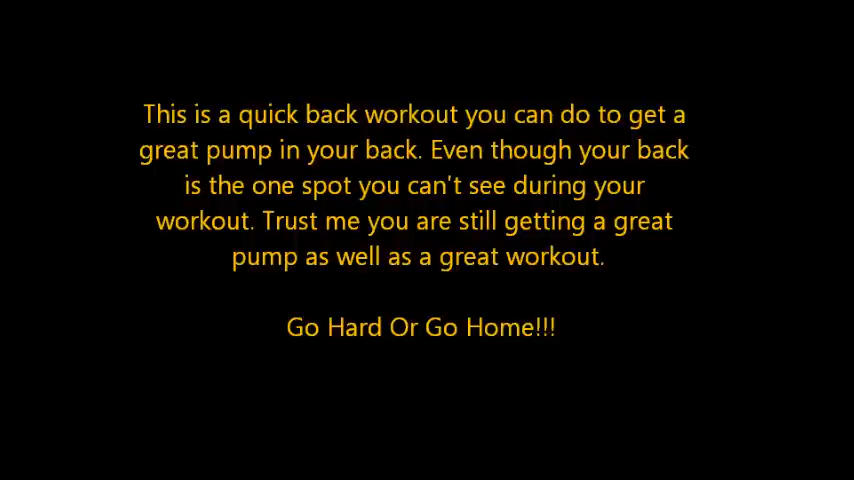 This is a quick back workout you can do to get a
great pump in your back. Even though your back
is the one spot you can't see during your
workout. Trust me you are still getting a great
pump as well as a great workout.
Go Hard Or Go Home!!!